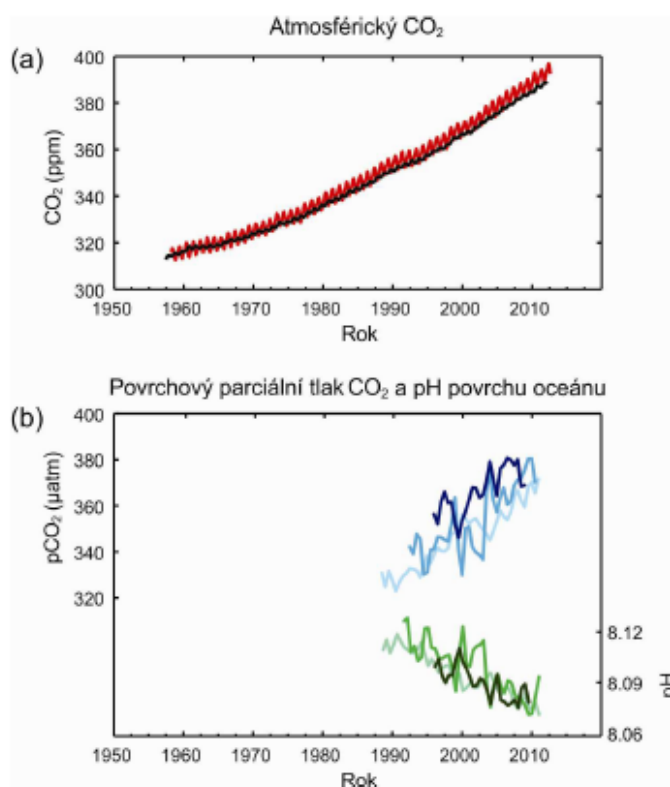 Atmosférický CO₂
(a)
400
380
360
340
320
300
CO₂ (ppm)
1950 1960 1970 1980 1990 2000 2010
Rok
Povrchový parciální tlak CO₂ a pH povrchu oceánu
(b)
400
380
360
340
320
pCO₂ (µatm)
8.12
8.09
8.06
pH
1950 1960 1970 1980 1990 2000 2010
Rok